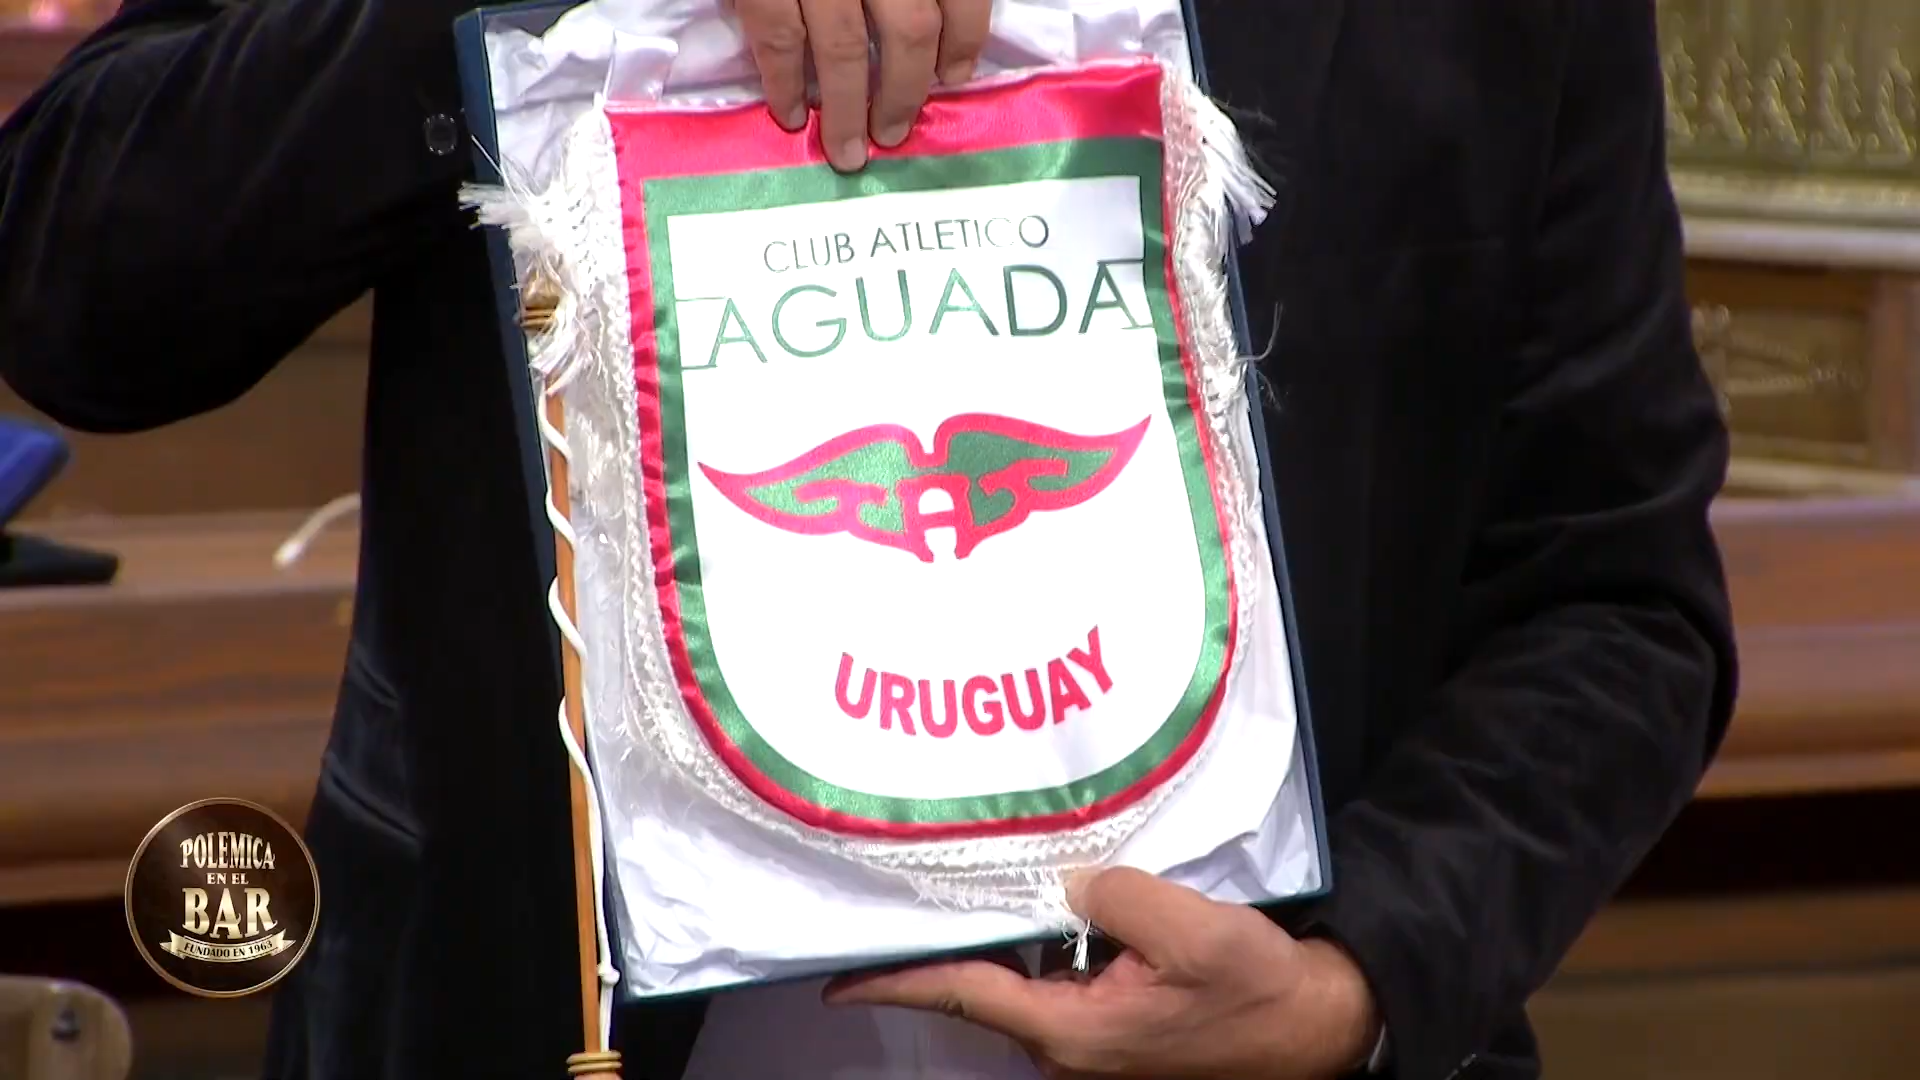 CLUB ATLETICO
AGUADA
A
URUGUAY
POLEMICA
EN EL
BAR
FUNDADO EN 1963